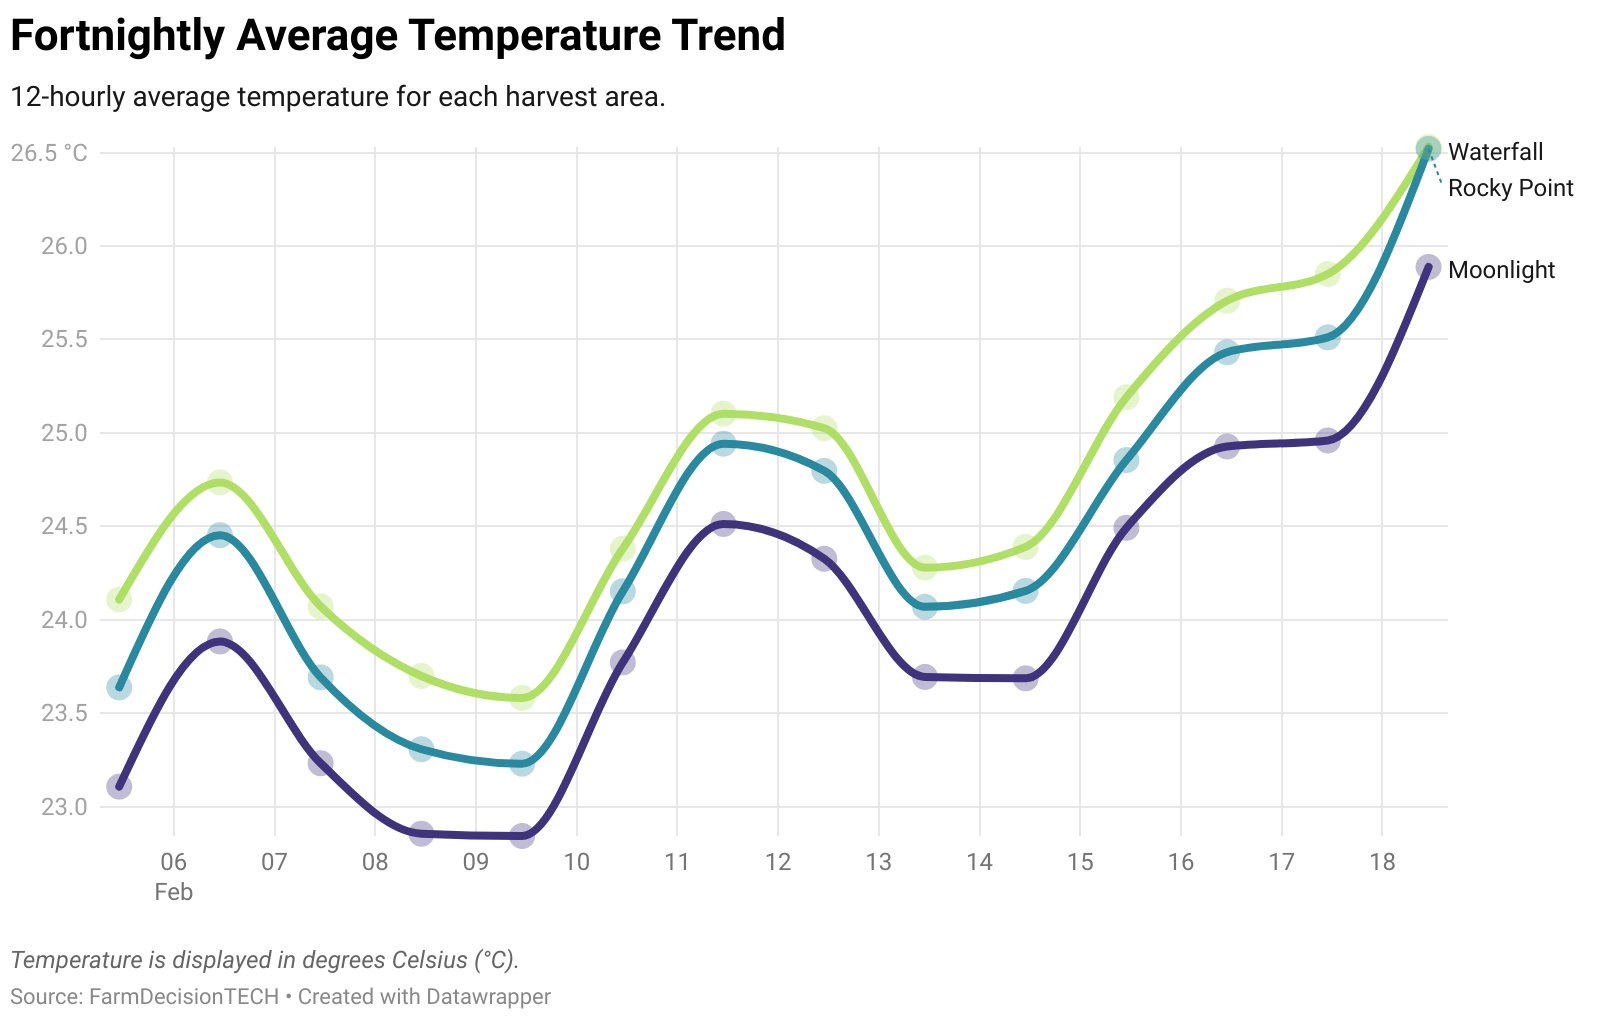 Fortnightly Average Temperature Trend
12-hourly average temperature for each harvest area.
26.5 °C
26.0
25.5
25.0
24.5
24.0
23.5
23.0
Waterfall
Rocky Point
Moonlight
06 07 08 09 10 11 12 13 14 15 16 17 18
Feb
Temperature is displayed in degrees Celsius (°C).
Source: FarmDecisionTECH • Created with Datawrapper